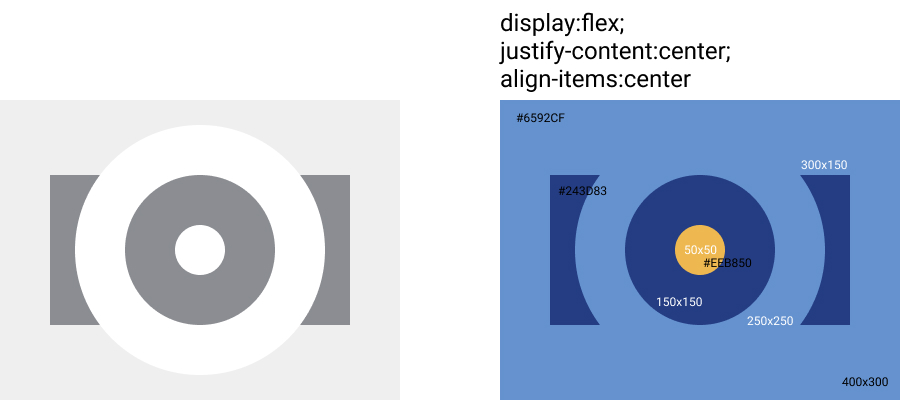 display:flex;
justify-content:center;
align-items:center
#6592CF
300x150
#243D83
50x50
#EEB850
150x150
250x250
400x300